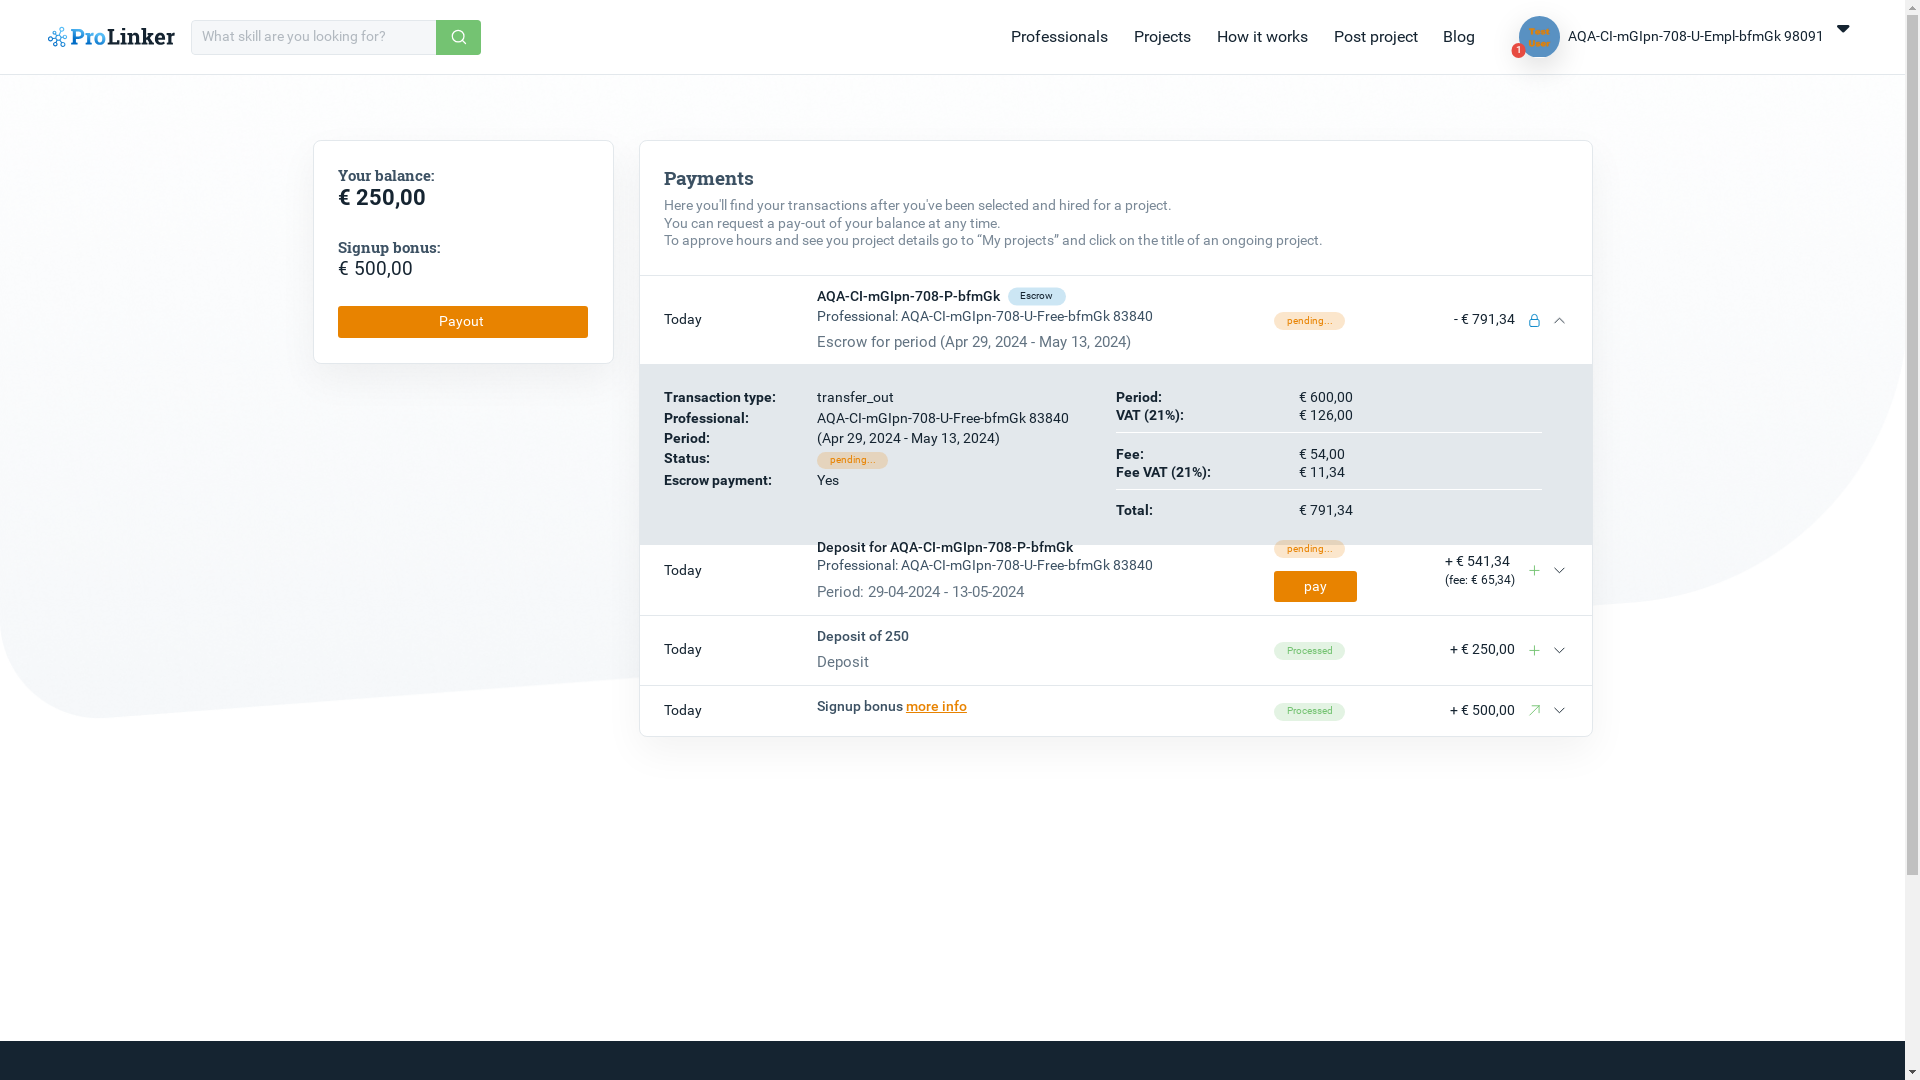 ProLinker
What skill are you looking for?
Professionals
Projects
How it works
Post project
Blog
Test
User
1
AQA-CI-mGIpn-708-U-Empl-bfmGk 98091
Your balance:
€ 250,00
Signup bonus:
€ 500,00
Payout
Payments
Here you'll find your transactions after you've been selected and hired for a project.
You can request a pay-out of your balance at any time.
To approve hours and see you project details go to “My projects” and click on the title of an ongoing project.
Today
AQA-CI-mGIpn-708-P-bfmGk Escrow
Professional: AQA-CI-mGIpn-708-U-Free-bfmGk 83840
Escrow for period (Apr 29, 2024 - May 13, 2024)
pending...
- € 791,34
Transaction type: transfer_out
Professional: AQA-CI-mGIpn-708-U-Free-bfmGk 83840
Period: (Apr 29, 2024 - May 13, 2024)
Status: pending...
Escrow payment: Yes
Period: € 600,00
VAT (21%): € 126,00
Fee: € 54,00
Fee VAT (21%): € 11,34
Total: € 791,34
Today
Deposit for AQA-CI-mGIpn-708-P-bfmGk
Professional: AQA-CI-mGIpn-708-U-Free-bfmGk 83840
Period: 29-04-2024 - 13-05-2024
pending...
pay
+ € 541,34
(fee: € 65,34)
Today
Deposit of 250
Deposit
Processed
+ € 250,00
Today
Signup bonus more info
Processed
+ € 500,00